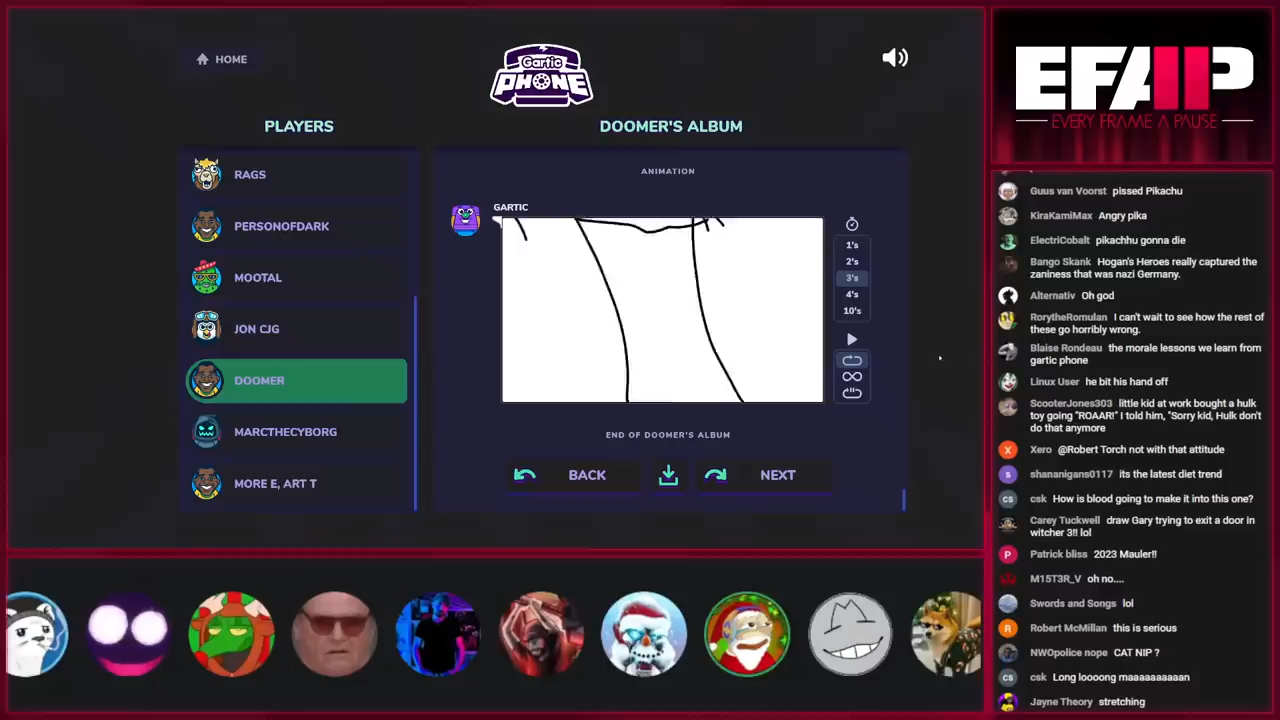 HOME
Gartic
PHONE
PLAYERS
RAGS
PERSONOFDARK
MOOTAL
JON CJG
DOOMER
MARCTHECYBORG
MORE E, ART T
DOOMER'S ALBUM
ANIMATION
GARTIC
1's
2's
3's
4's
10's
END OF DOOMER'S ALBUM
BACK
NEXT
EFAP
EVERY FRAME A PAUSE
Guus van Voorst pissed Pikachu
KiraKamiMax Angry pika
ElectriCobalt pikachhu gonna die
Bango Skank Hogan's Heroes really captured the
zaniness that was nazi Germany.
Alternativ Oh god
RorytheRomulan I can't wait to see how the rest of
these go horribly wrong.
Blaise Rondeau the morale lessons we learn from
gartic phone
Linux User he bit his hand off
ScooterJones303 little kid at work bought a hulk
toy going "ROAAR!" I told him, "Sorry kid, Hulk don't
do that anymore
X
Xero @Robert Torch not with that attitude
s
shananigans0117 its the latest diet trend
cs
csk How is blood going to make it into this one?
Carey Tuckwell draw Gary trying to exit a door in
witcher 3!! lol
P
Patrick bliss 2023 Mauler!!
M15T3R_V oh no....
Swords and Songs lol
R
Robert McMillan this is serious
NWOpolice nope CAT NIP ?
cs
csk Long loooong maaaaaaaaaan
Jayne Theory stretching